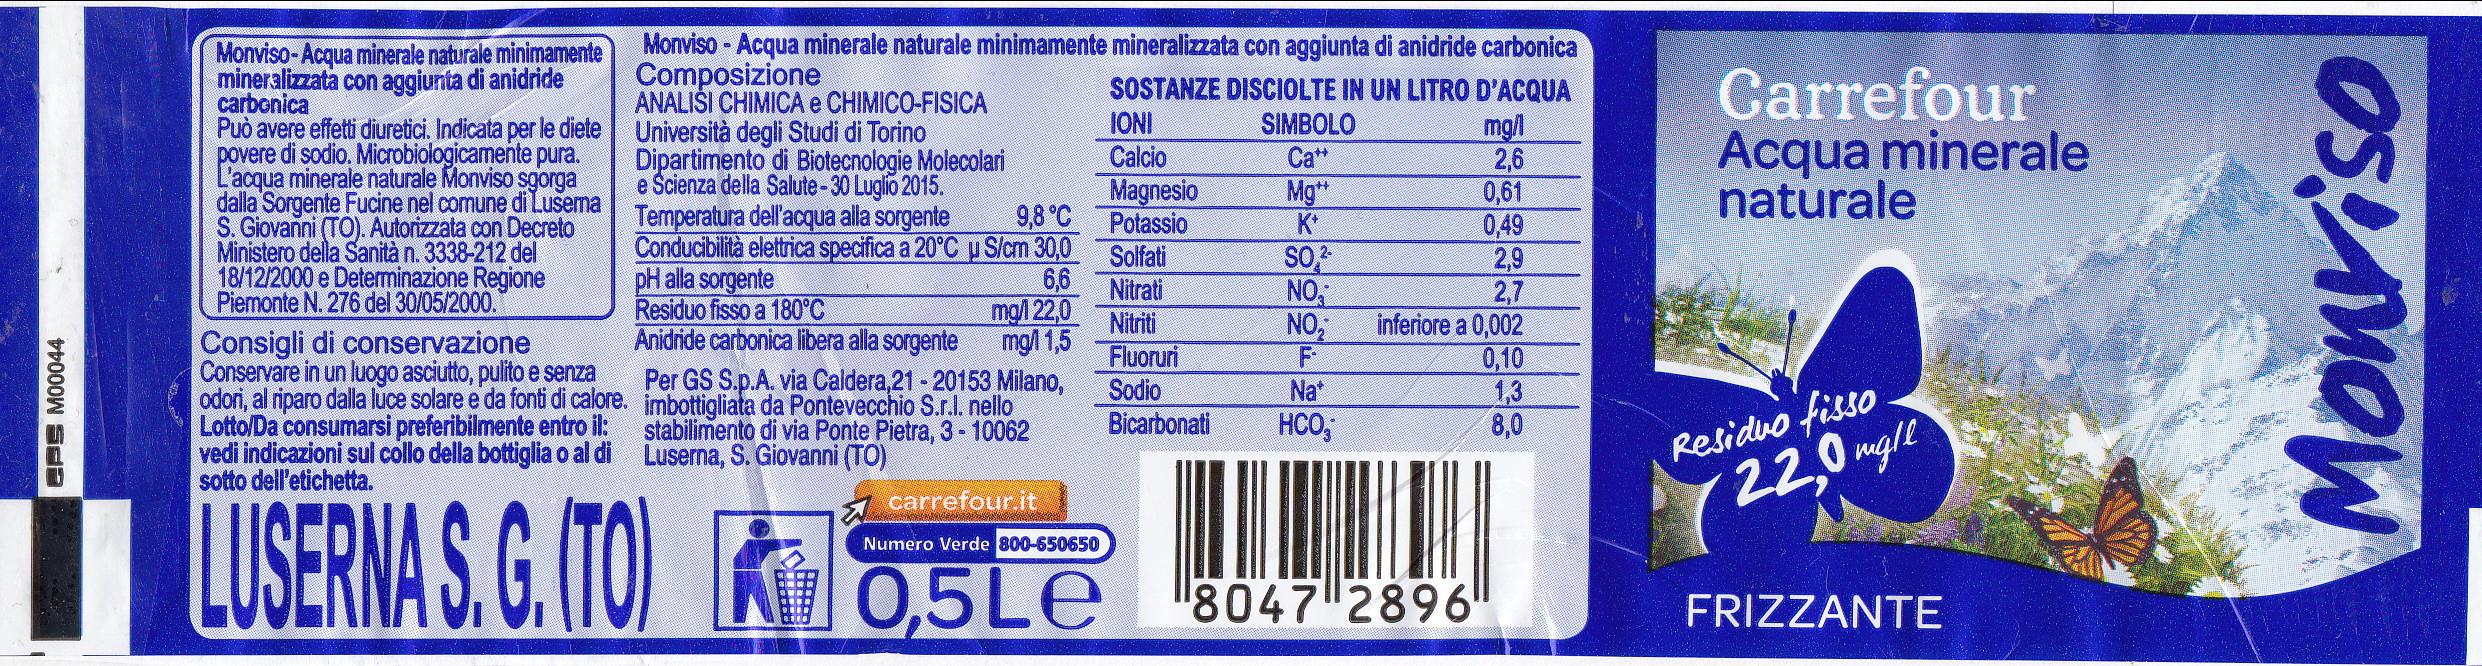 GPS M00044
Monviso - Acqua minerale naturale minimamente
mineralizzata con aggiunta di anidride
carbonica
Può avere effetti diuretici. Indicata per le diete
povere di sodio. Microbiologicamente pura.
L'acqua minerale naturale Monviso sgorga
dalla Sorgente Fucine nel comune di Luserna
S. Giovanni (TO). Autorizzata con Decreto
Ministero della Sanità n. 3338-212 del
18/12/2000 e Determinazione Regione
Piemonte N. 276 del 30/05/2000.
Consigli di conservazione
Conservare in un luogo asciutto, pulito e senza
odori, al riparo dalla luce solare e da fonti di calore.
Lotto/Da consumarsi preferibilmente entro il:
vedi indicazioni sul collo della bottiglia o al di
sotto dell'etichetta.
LUSERNA S. G. (TO)
Monviso - Acqua minerale naturale minimamente mineralizzata con aggiunta di anidride carbonica
Composizione
ANALISI CHIMICA e CHIMICO-FISICA
Università degli Studi di Torino
Dipartimento di Biotecnologie Molecolari
e Scienza della Salute - 30 Luglio 2015.
Temperatura dell'acqua alla sorgente 9,8 °C
Conducibilità elettrica specifica a 20°C µ S/cm 30,0
pH alla sorgente 6,6
Residuo fisso a 180°C mg/l 22,0
Anidride carbonica libera alla sorgente mg/l 1,5
Per GS S.p.A. via Caldera,21 - 20153 Milano,
imbottigliata da Pontevecchio S.r.l. nello
stabilimento di via Ponte Pietra, 3 - 10062
Luserna, S. Giovanni (TO)
carrefour.it
Numero Verde 800-650650
0,5L e
SOSTANZE DISCIOLTE IN UN LITRO D'ACQUA
IONI SIMBOLO mg/l
Calcio Ca⁺⁺ 2,6
Magnesio Mg⁺⁺ 0,61
Potassio K⁺ 0,49
Solfati SO₄²⁻ 2,9
Nitrati NO₃⁻ 2,7
Nitriti NO₂⁻ inferiore a 0,002
Fluoruri F⁻ 0,10
Sodio Na⁺ 1,3
Bicarbonati HCO₃⁻ 8,0
8047 2896
Carrefour
Acqua minerale
naturale
Monviso
Residuo fisso
22,0 mg/l
FRIZZANTE